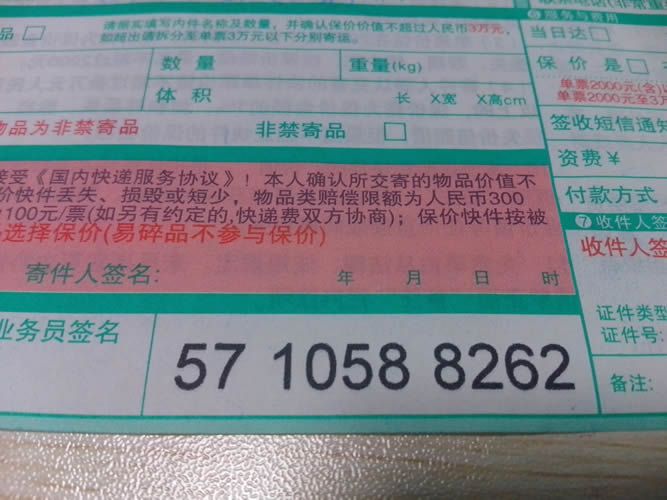 请据实填写内件名称及数量，并确认保价价值不超过人民币3万元，
如超出请拆分至单票3万元以下分别寄运。
品 □
数量
重量(kg)
体积
长 X宽 X高cm
物品为非禁寄品
非禁寄品 □
接受《国内快递服务协议》！本人确认所交寄的物品价值不
价快件丢失、损毁或短少，物品类赔偿限额为人民币300
100元/票(如另有约定的,快递费双方协商)；保价快件按被
选择保价(易碎品不参与保价)
寄件人签名:
年 月 日 时
业务员签名
57 1058 8262
⑥服务与费用
当日达□
保价 是□
单票2000元(含)以
单票2000元至3
签收短信通知
资费￥
付款方式
⑦收件人签
收件人签
证件类型
证件号:
备注: